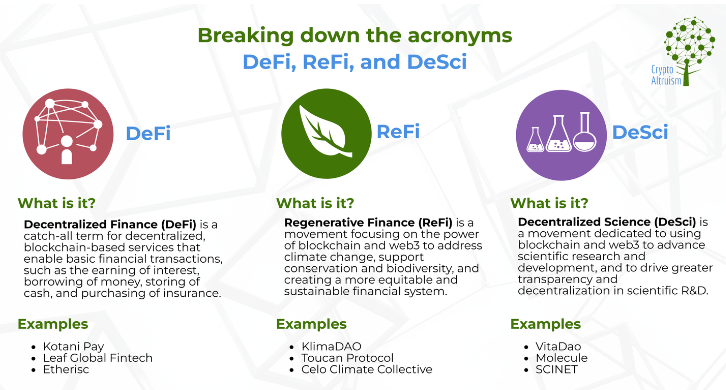 Breaking down the acronyms
DeFi, ReFi, and DeSci
Crypto
Altruism
DeFi
What is it?
Decentralized Finance (DeFi) is a
catch-all term for decentralized,
blockchain-based services that
enable basic financial transactions,
such as the earning of interest,
borrowing of money, storing of
cash, and purchasing of insurance.
Examples
• Kotani Pay
• Leaf Global Fintech
• Etherisc
ReFi
What is it?
Regenerative Finance (ReFi) is a
movement focusing on the power
of blockchain and web3 to address
climate change, support
conservation and biodiversity, and
creating a more equitable and
sustainable financial system.
Examples
• KlimaDAO
• Toucan Protocol
• Celo Climate Collective
DeSci
What is it?
Decentralized Science (DeSci) is
a movement dedicated to using
blockchain and web3 to advance
scientific research and
development, and to drive greater
transparency and
decentralization in scientific R&D.
Examples
• VitaDao
• Molecule
• SCINET